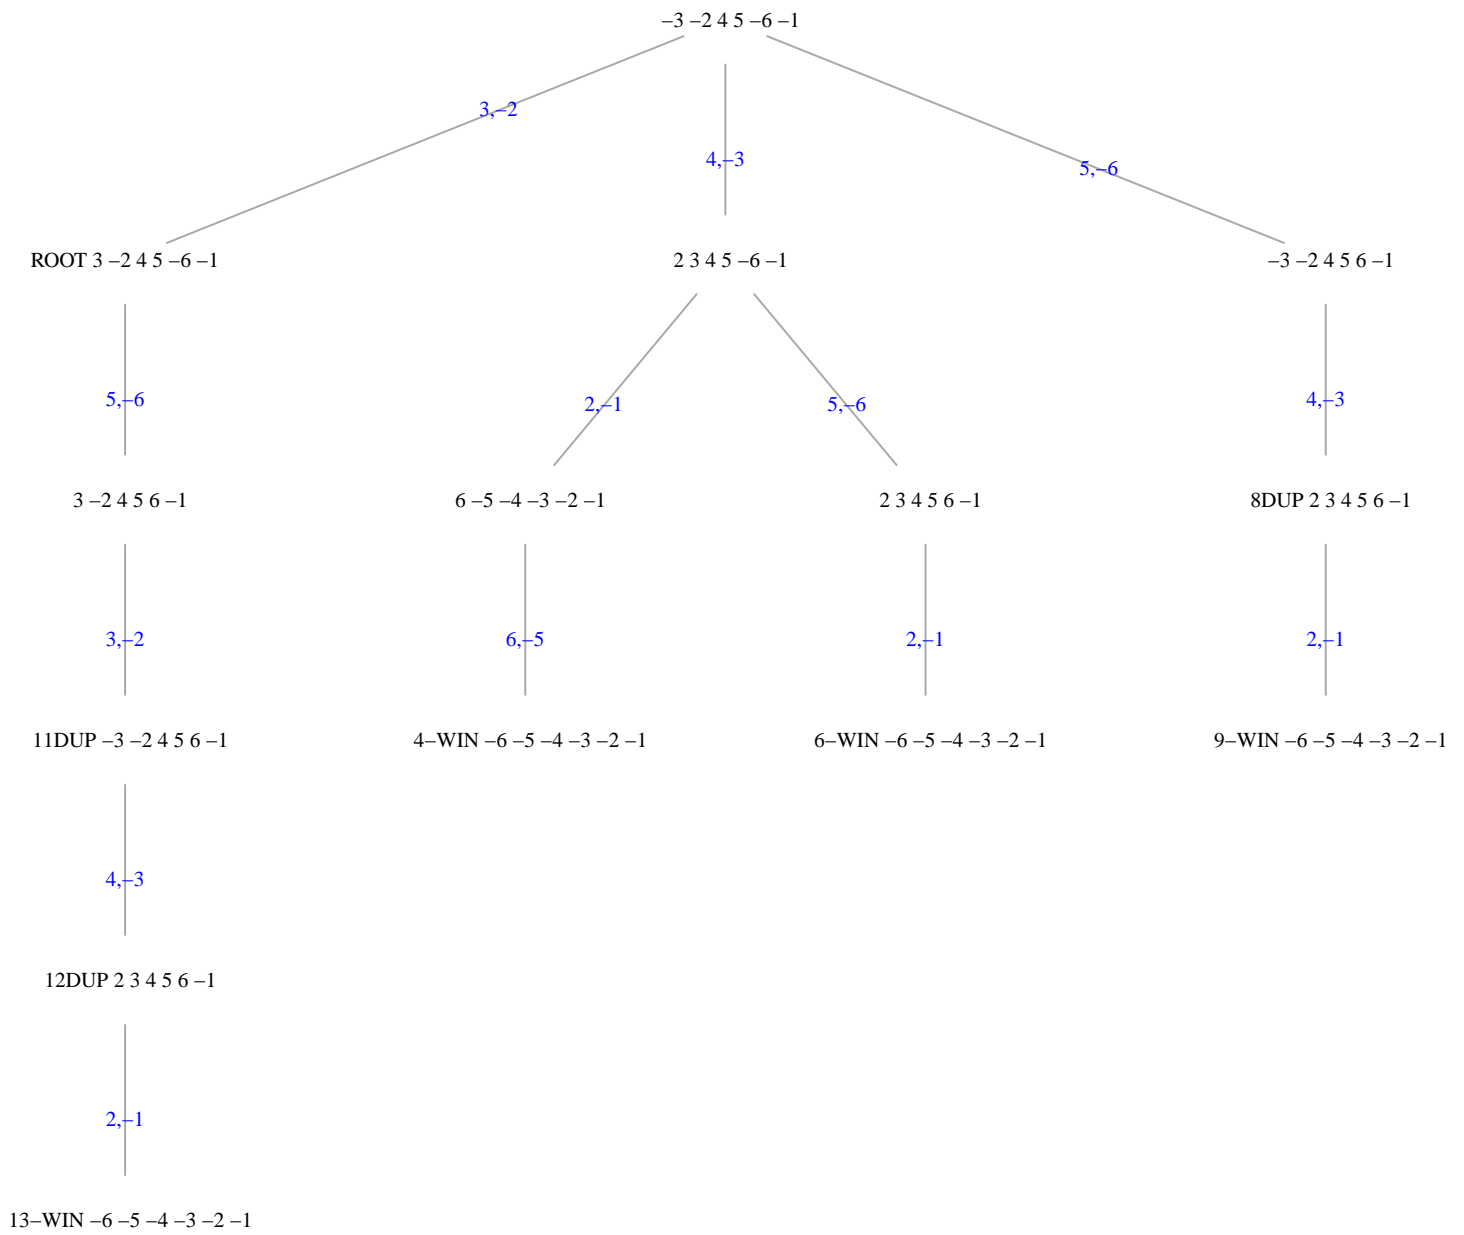 –3 –2 4 5 –6 –1
3,–2
4,–3
5,–6
ROOT 3 –2 4 5 –6 –1
2 3 4 5 –6 –1
–3 –2 4 5 6 –1
5,–6
2,–1
5,–6
4,–3
3 –2 4 5 6 –1
6 –5 –4 –3 –2 –1
2 3 4 5 6 –1
8DUP 2 3 4 5 6 –1
3,–2
6,–5
2,–1
2,–1
11DUP –3 –2 4 5 6 –1
4–WIN –6 –5 –4 –3 –2 –1
6–WIN –6 –5 –4 –3 –2 –1
9–WIN –6 –5 –4 –3 –2 –1
4,–3
12DUP 2 3 4 5 6 –1
2,–1
13–WIN –6 –5 –4 –3 –2 –1